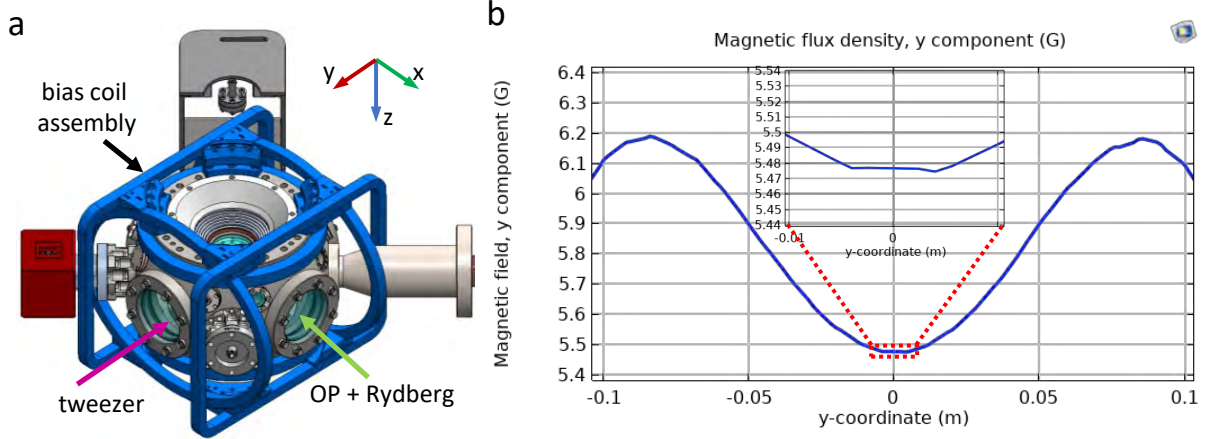 a
bias coil
assembly
y
x
z
tweezer
OP + Rydberg
b
Magnetic flux density, y component (G)
Magnetic field, y component (G)
6.4
6.3
6.2
6.1
6
5.9
5.8
5.7
5.6
5.5
5.4
-0.1
-0.05
0
0.05
0.1
y-coordinate (m)
5.54
5.53
5.52
5.51
5.5
5.49
5.48
5.47
5.46
5.45
5.44
-0.01
0
y-coordinate (m)